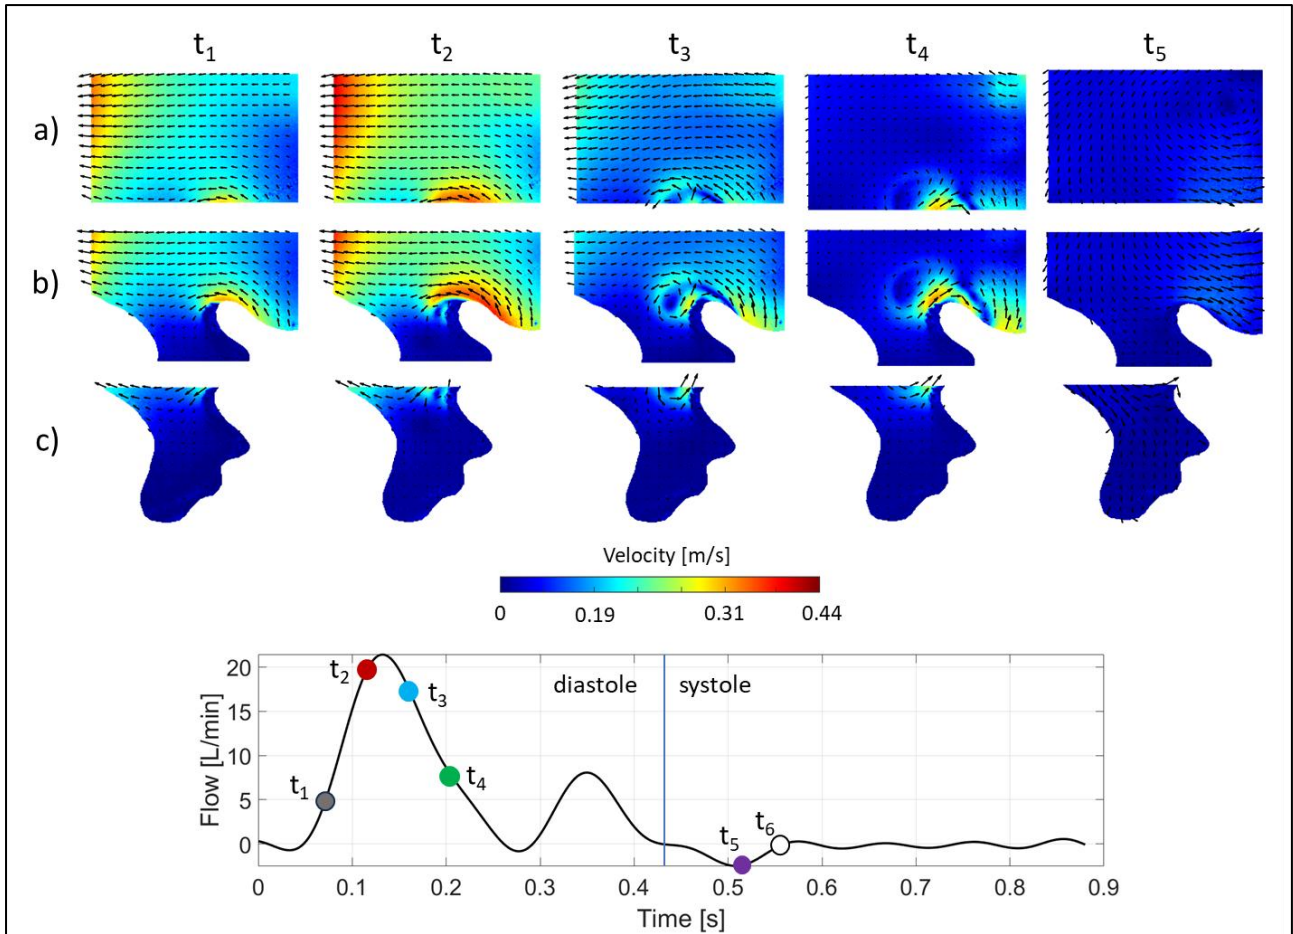 t1 t2 t3 t4 t5
a)
b)
c)
Velocity [m/s]
0 0.19 0.31 0.44
20
15
10
5
0
Flow [L/min]
t1
t2
t3
t4
diastole systole
t5
t6
0 0.1 0.2 0.3 0.4 0.5 0.6 0.7 0.8 0.9
Time [s]